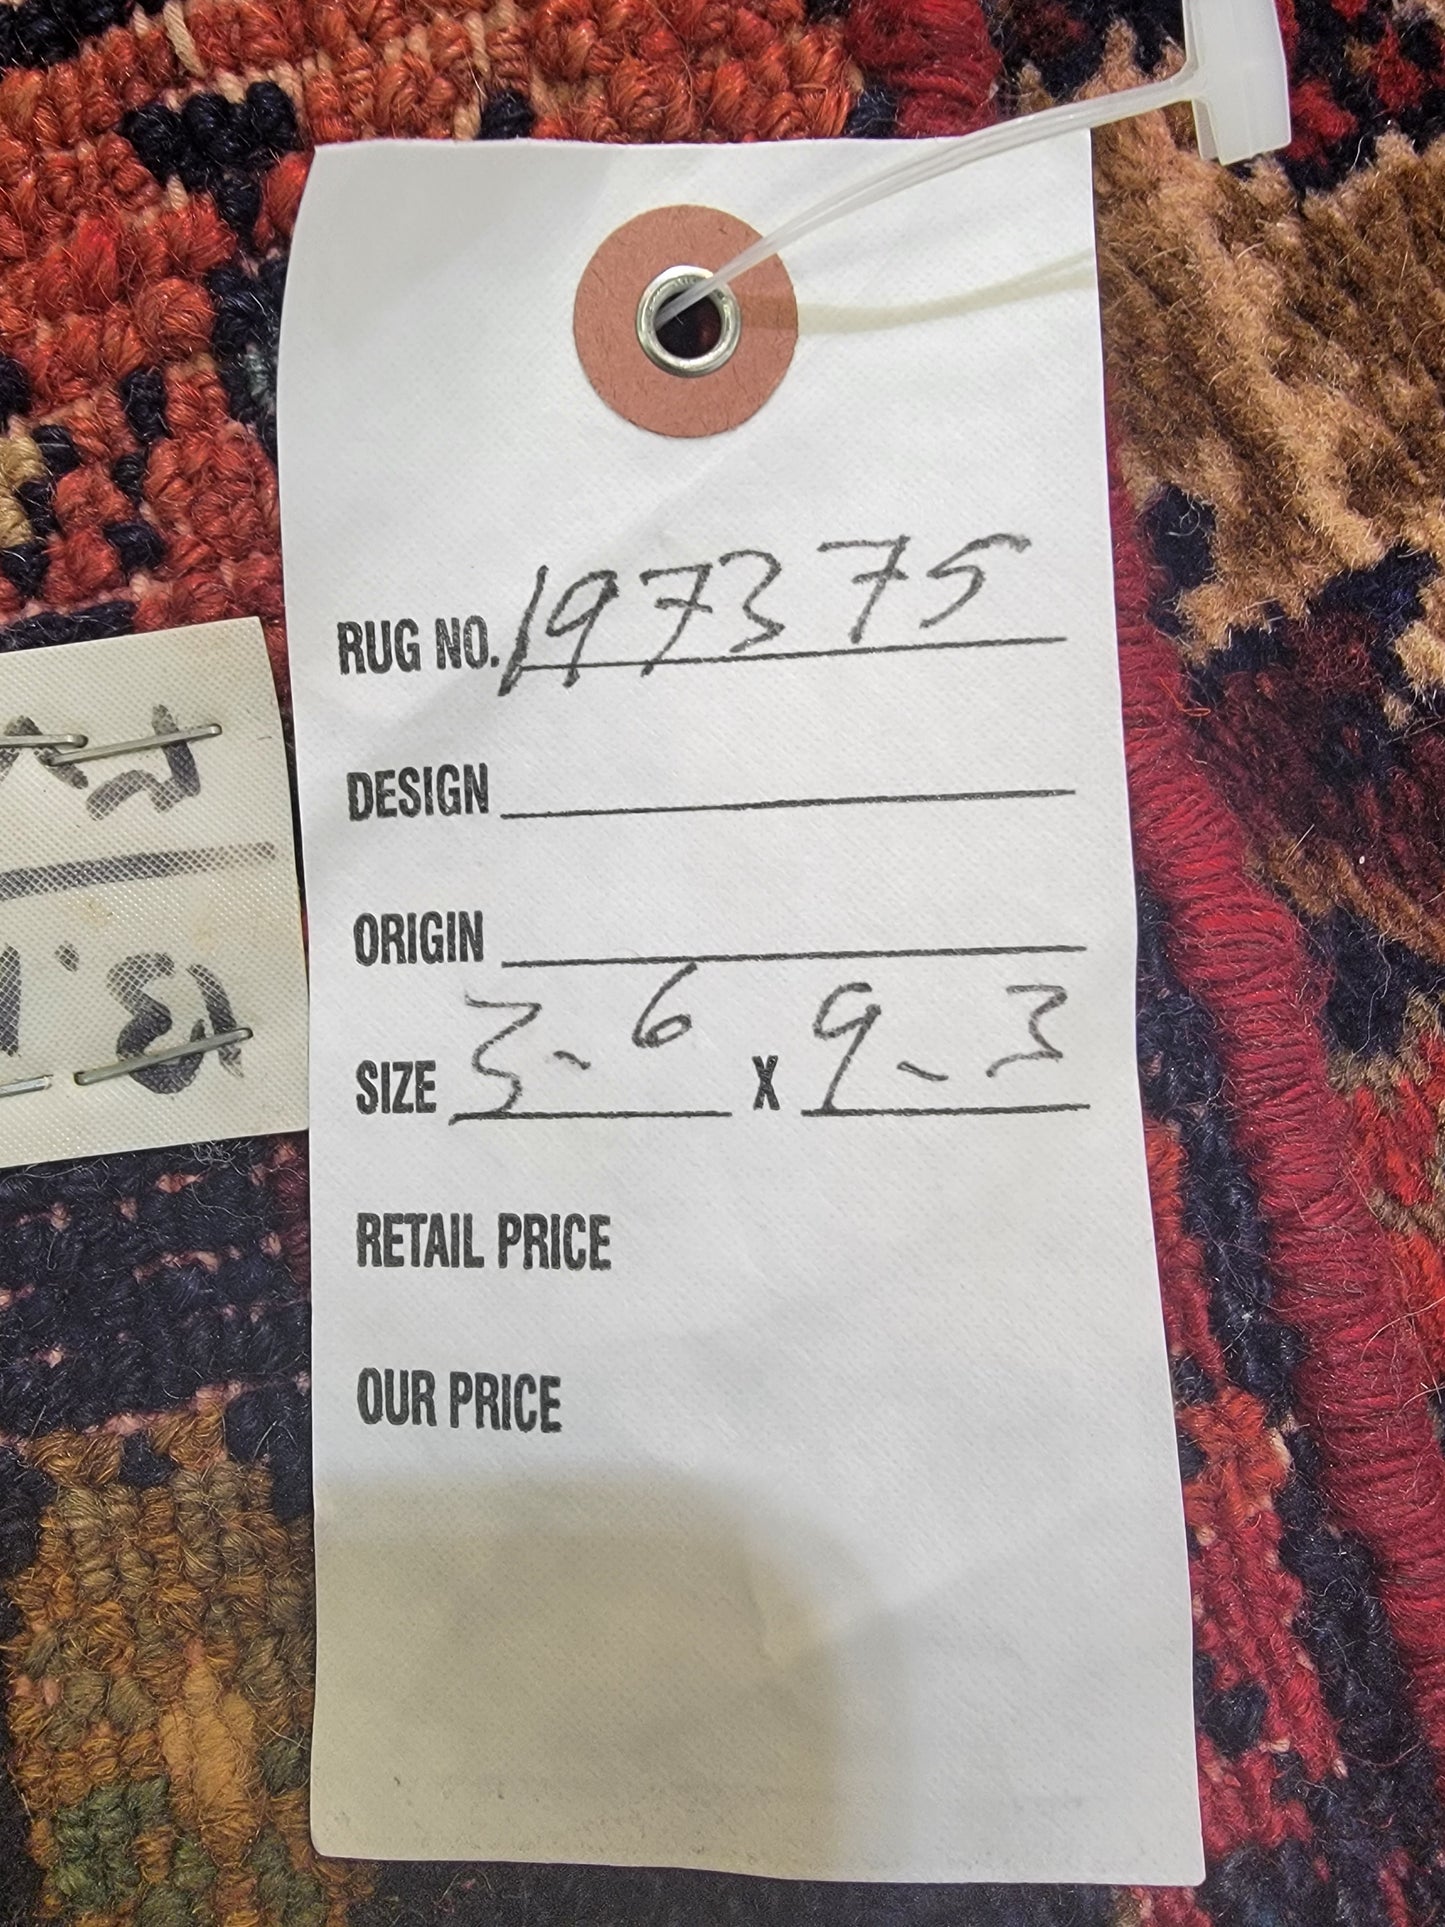 RUG NO. 197375
DESIGN
ORIGIN
SIZE 3-6 X 9-3
RETAIL PRICE
OUR PRICE